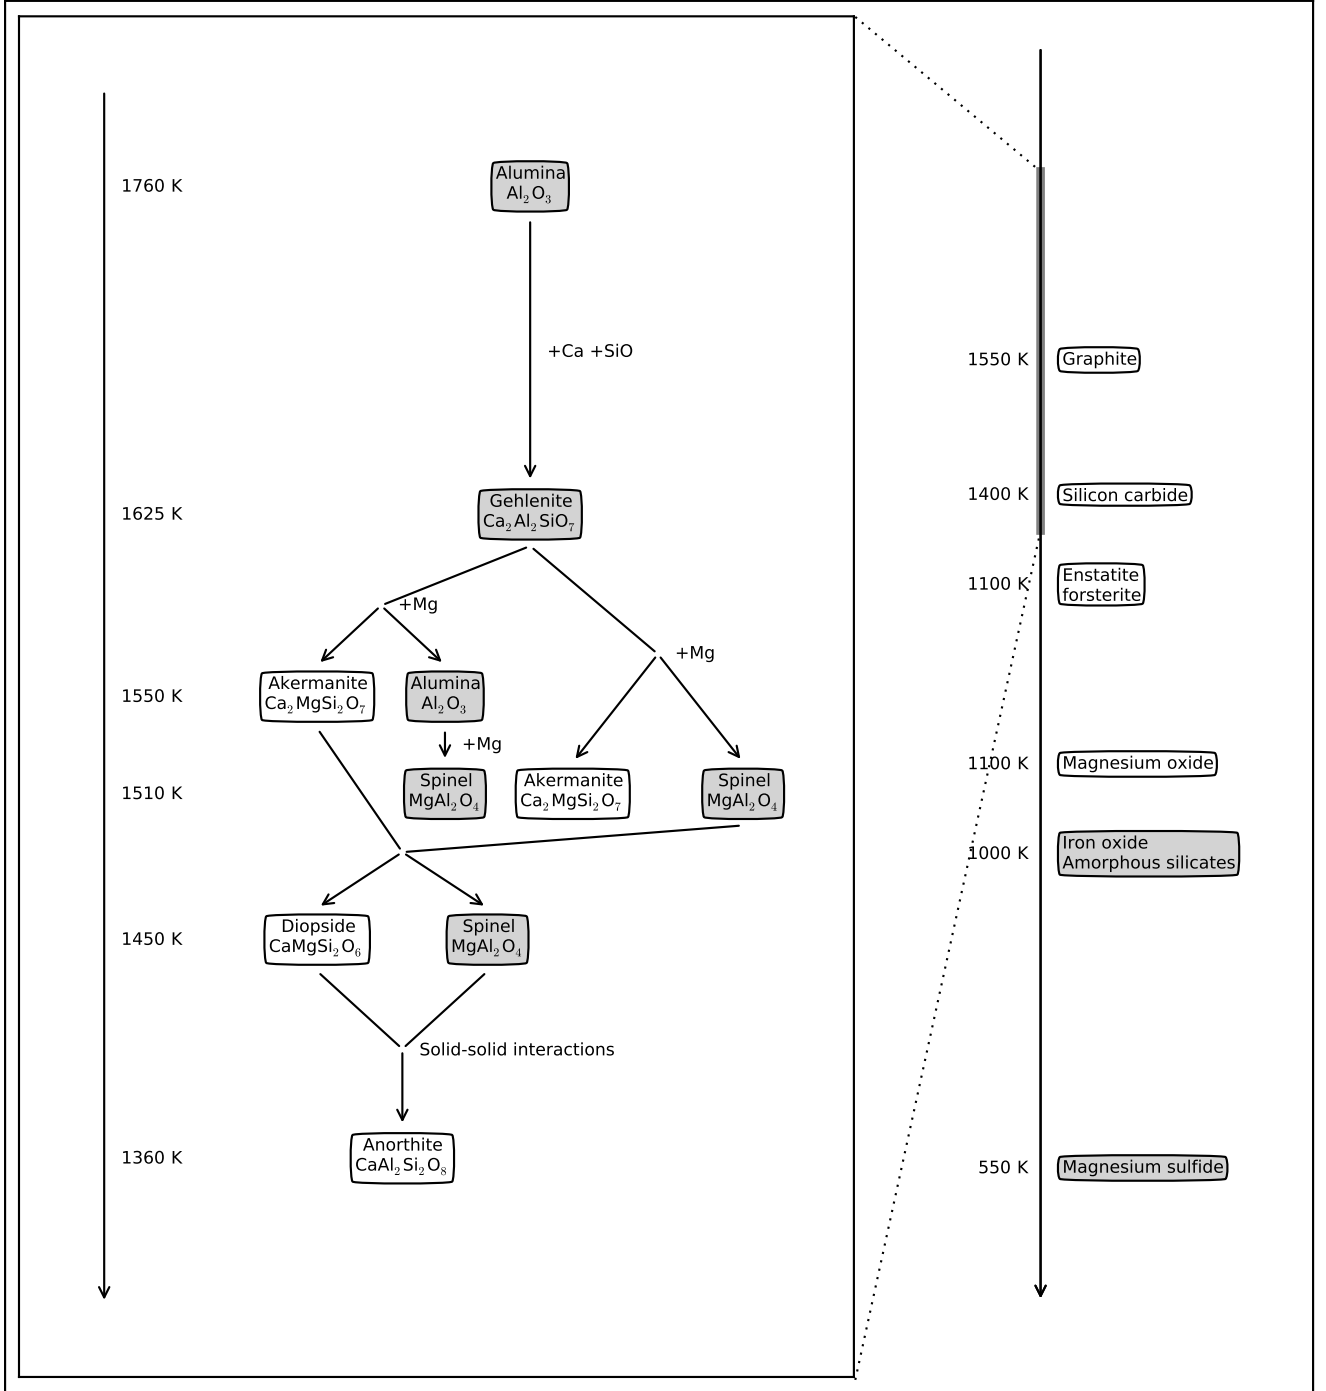 1760 K
Alumina
Al₂O₃
+Ca +SiO
1625 K
Gehlenite
Ca₂Al₂SiO₇
+Mg
+Mg
1550 K
Akermanite
Ca₂MgSi₂O₇
Alumina
Al₂O₃
+Mg
1510 K
Spinel
MgAl₂O₄
Akermanite
Ca₂MgSi₂O₇
Spinel
MgAl₂O₄
1450 K
Diopside
CaMgSi₂O₆
Spinel
MgAl₂O₄
Solid-solid interactions
1360 K
Anorthite
CaAl₂Si₂O₈
1550 K
Graphite
1400 K
Silicon carbide
1100 K
Enstatite
forsterite
1100 K
Magnesium oxide
1000 K
Iron oxide
Amorphous silicates
550 K
Magnesium sulfide